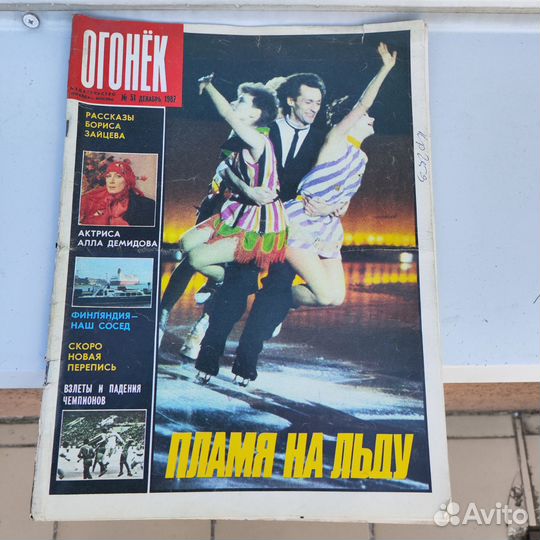 ОГОНЁК
№ 51 ДЕКАБРЬ 1987
РАССКАЗЫ
БОРИСА
ЗАЙЦЕВА
АКТРИСА
АЛЛА ДЕМИДОВА
ФИНЛЯНДИЯ—
НАШ СОСЕД
СКОРО
НОВАЯ
ПЕРЕПИСЬ
ВЗЛЕТЫ И ПАДЕНИЯ
ЧЕМПИОНОВ
ПЛАМЯ НА ЛЬДУ
Avito